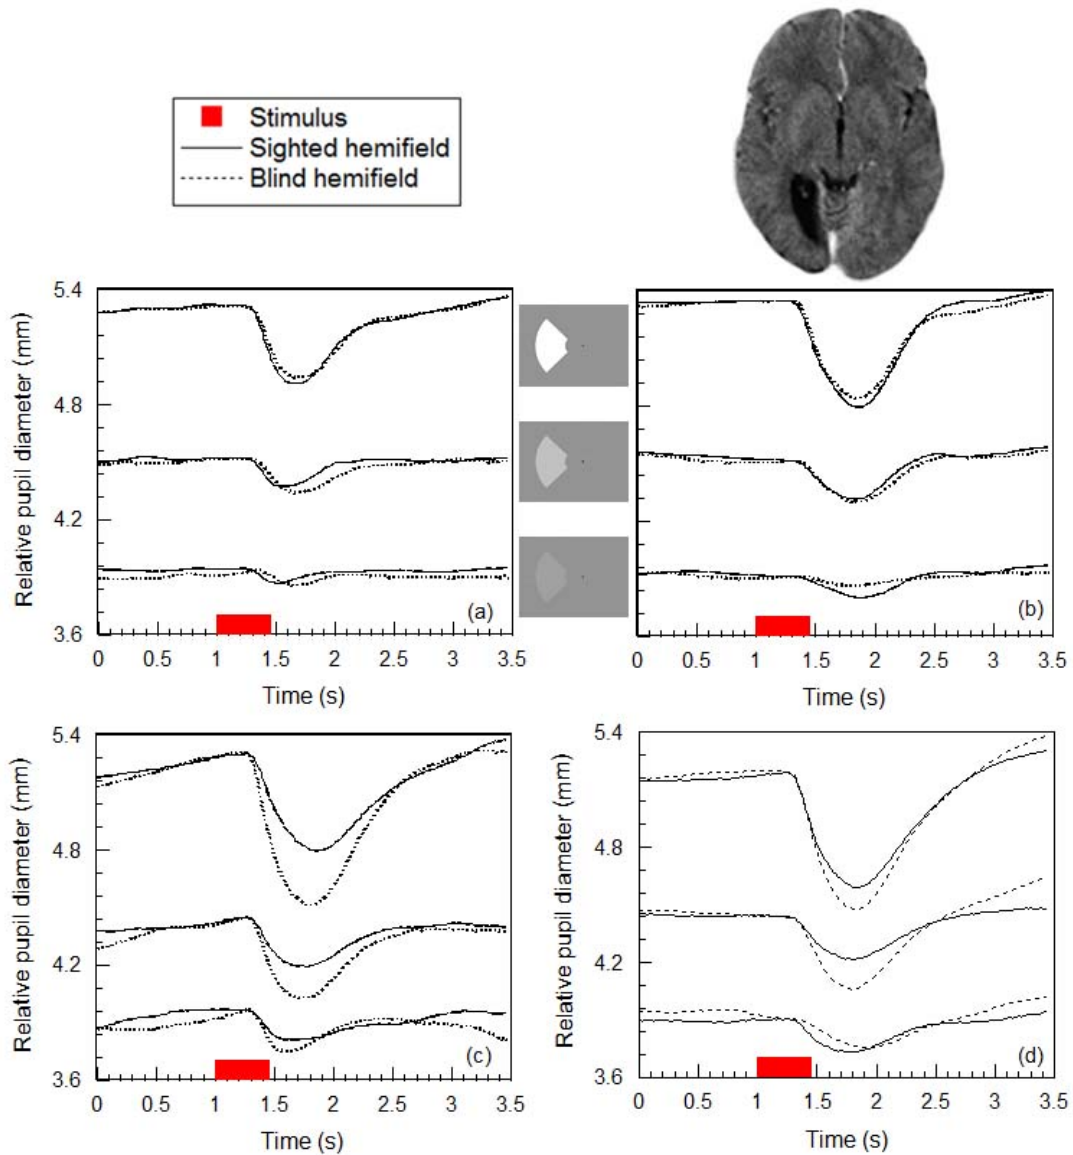 Stimulus
Sighted hemifield
Blind hemifield
Relative pupil diameter (mm)
5.4
4.8
4.2
3.6
(a)
0 0.5 1 1.5 2 2.5 3 3.5
Time (s)
(b)
0 0.5 1 1.5 2 2.5 3 3.5
Time (s)
Relative pupil diameter (mm)
5.4
4.8
4.2
3.6
(c)
0 0.5 1 1.5 2 2.5 3 3.5
Time (s)
Relative pupil diameter (mm)
5.4
4.8
4.2
3.6
(d)
0 0.5 1 1.5 2 2.5 3 3.5
Time (s)